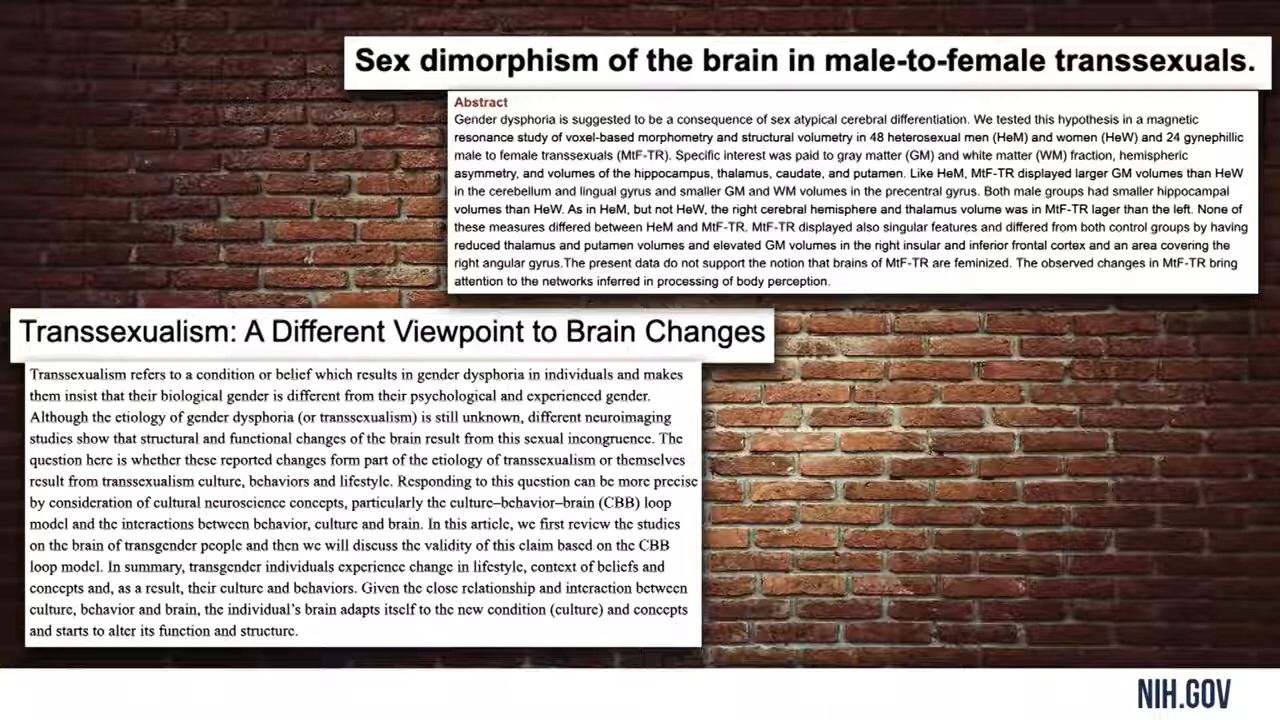 Sex dimorphism of the brain in male-to-female transsexuals.
Abstract
Gender dysphoria is suggested to be a consequence of sex atypical cerebral differentiation. We tested this hypothesis in a magnetic
resonance study of voxel-based morphometry and structural volumetry in 48 heterosexual men (HeM) and women (HeW) and 24 gynephillic
male to female transsexuals (MtF-TR). Specific interest was paid to gray matter (GM) and white matter (WM) fraction, hemispheric
asymmetry, and volumes of the hippocampus, thalamus, caudate, and putamen. Like HeM, MtF-TR displayed larger GM volumes than HeW
in the cerebellum and lingual gyrus and smaller GM and WM volumes in the precentral gyrus. Both male groups had smaller hippocampal
volumes than HeW. As in HeM, but not HeW, the right cerebral hemisphere and thalamus volume was in MtF-TR lager than the left. None of
these measures differed between HeM and MtF-TR. MtF-TR displayed also singular features and differed from both control groups by having
reduced thalamus and putamen volumes and elevated GM volumes in the right insular and inferior frontal cortex and an area covering the
right angular gyrus.The present data do not support the notion that brains of MtF-TR are feminized. The observed changes in MtF-TR bring
attention to the networks inferred in processing of body perception.
Transsexualism: A Different Viewpoint to Brain Changes
Transsexualism refers to a condition or belief which results in gender dysphoria in individuals and makes
them insist that their biological gender is different from their psychological and experienced gender.
Although the etiology of gender dysphoria (or transsexualism) is still unknown, different neuroimaging
studies show that structural and functional changes of the brain result from this sexual incongruence. The
question here is whether these reported changes form part of the etiology of transsexualism or themselves
result from transsexualism culture, behaviors and lifestyle. Responding to this question can be more precise
by consideration of cultural neuroscience concepts, particularly the culture–behavior–brain (CBB) loop
model and the interactions between behavior, culture and brain. In this article, we first review the studies
on the brain of transgender people and then we will discuss the validity of this claim based on the CBB
loop model. In summary, transgender individuals experience change in lifestyle, context of beliefs and
concepts and, as a result, their culture and behaviors. Given the close relationship and interaction between
culture, behavior and brain, the individual's brain adapts itself to the new condition (culture) and concepts
and starts to alter its function and structure.
NIH.GOV